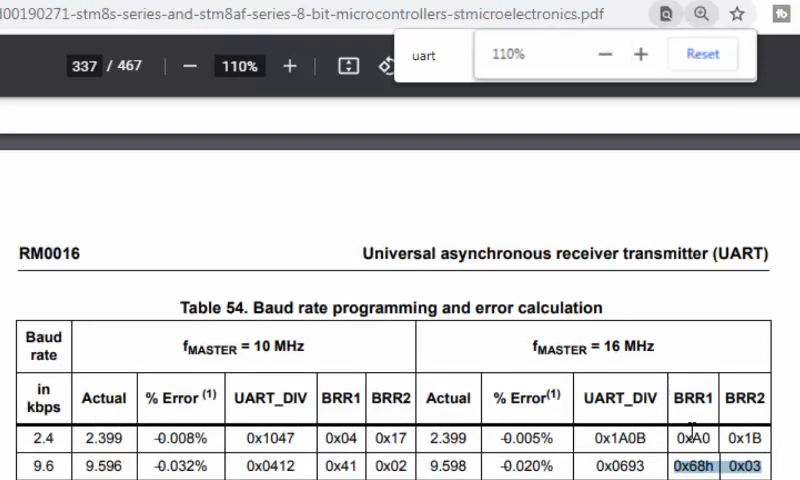 d00190271-stm8s-series-and-stm8af-series-8-bit-microcontrollers-stmicroelectronics.pdf
337 / 467 110% uart 110% Reset
RM0016 Universal asynchronous receiver transmitter (UART)
Table 54. Baud rate programming and error calculation
Baud rate fMASTER = 10 MHz fMASTER = 16 MHz
in kbps Actual % Error (1) UART_DIV BRR1 BRR2 Actual % Error(1) UART_DIV BRR1 BRR2
2.4 2.399 -0.008% 0x1047 0x04 0x17 2.399 -0.005% 0x1A0B 0xA0 0x1B
9.6 9.596 -0.032% 0x0412 0x41 0x02 9.598 -0.020% 0x0693 0x68h 0x03